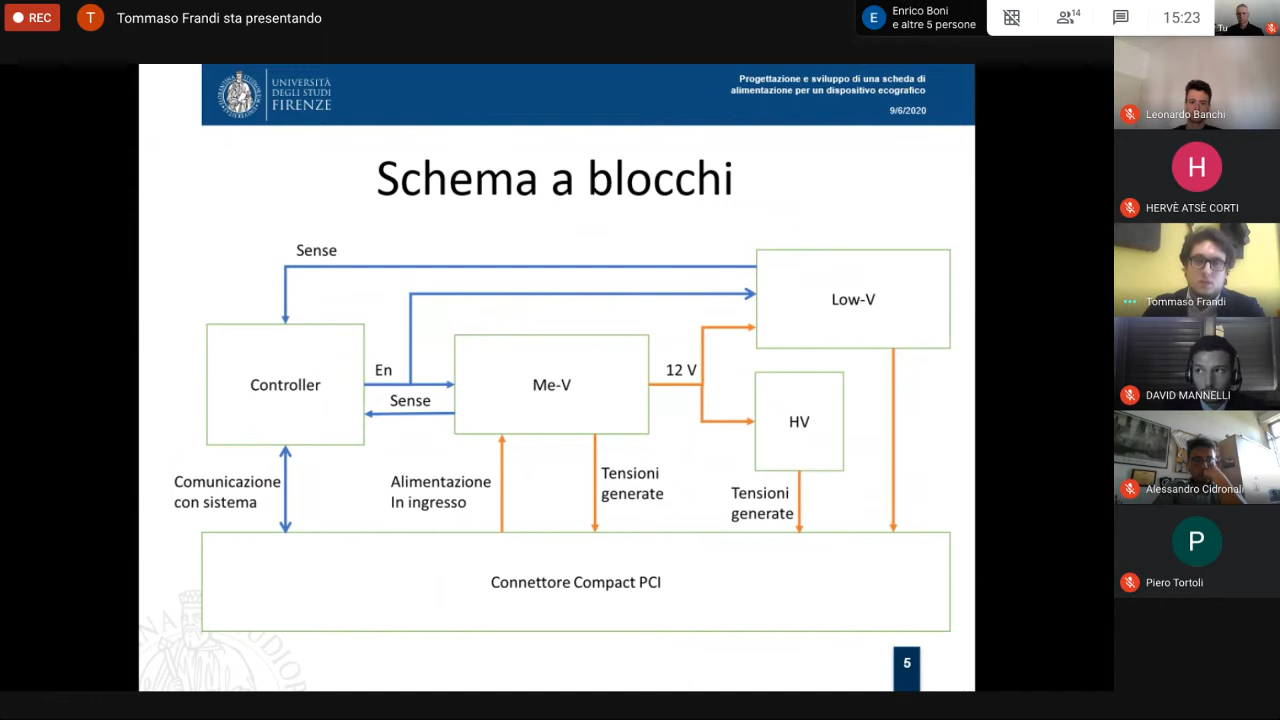 REC
T
Tommaso Frandi sta presentando
E
Enrico Boni
e altre 5 persone
14
15:23
Tu
UNIVERSITÀ
DEGLI STUDI
FIRENZE
Progettazione e sviluppo di una scheda di
alimentazione per un dispositivo ecografico
9/6/2020
Schema a blocchi
Sense
Low-V
Controller
En
Me-V
12 V
Sense
HV
Comunicazione
con sistema
Alimentazione
In ingresso
Tensioni
generate
Tensioni
generate
Connettore Compact PCI
5
Leonardo Banchi
H
HERVÈ ATSÈ CORTI
Tommaso Frandi
DAVID MANNELLI
Alessandro Cidronali
P
Piero Tortoli